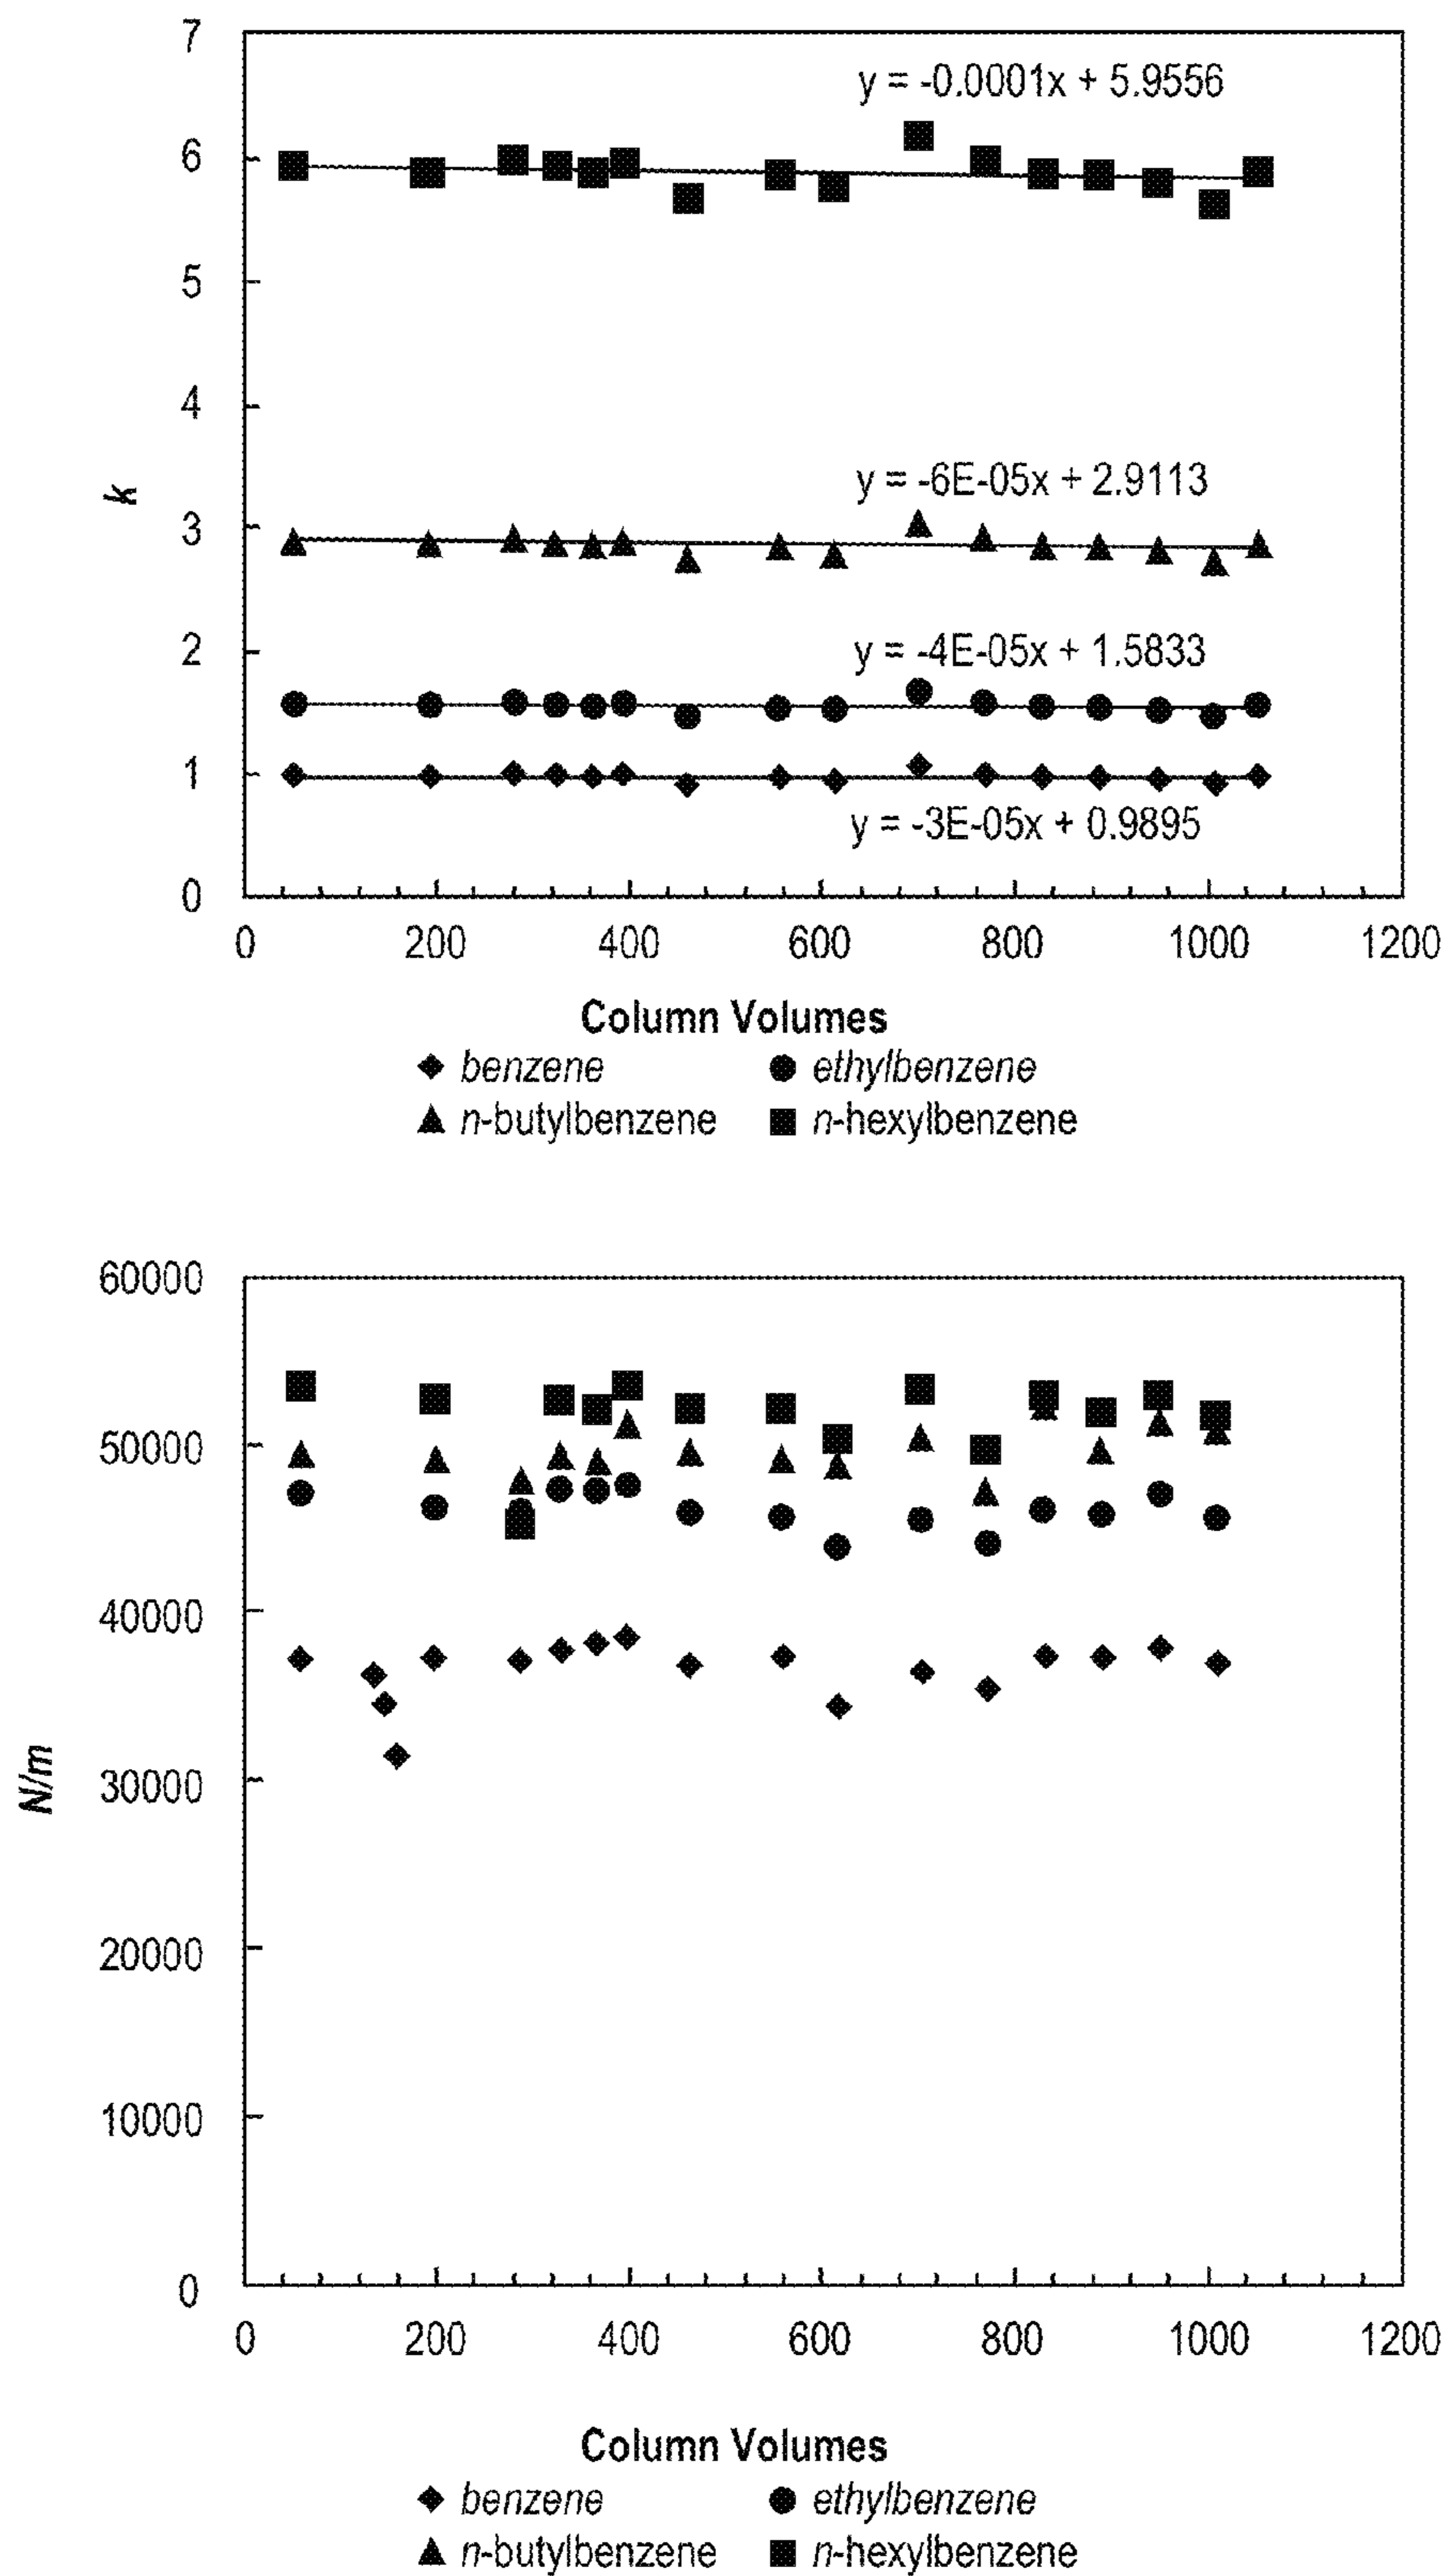 7
y = -0.0001x + 5.9556
6
5
4
k
y = -6E-05x + 2.9113
3
2
y = -4E-05x + 1.5833
1
y = -3E-05x + 0.9895
0
0 200 400 600 800 1000 1200
Column Volumes
benzene ethylbenzene
n-butylbenzene n-hexylbenzene
60000
50000
40000
N/m
30000
20000
10000
0
0 200 400 600 800 1000 1200
Column Volumes
benzene ethylbenzene
n-butylbenzene n-hexylbenzene